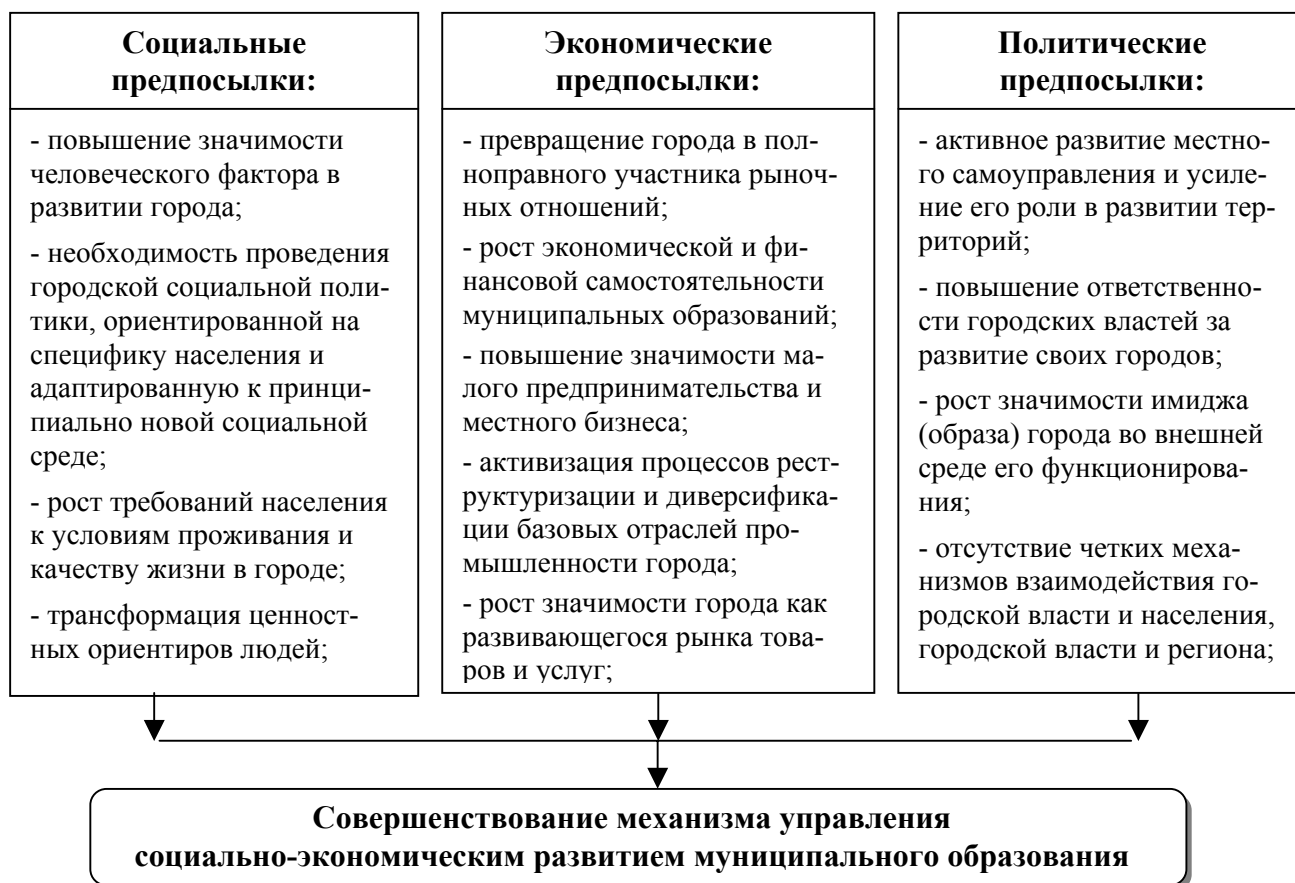 Социальные
предпосылки:
- повышение значимости
человеческого фактора в
развитии города;
- необходимость проведения
городской социальной поли-
тики, ориентированной на
специфику населения и
адаптированную к принци-
пиально новой социальной
среде;
- рост требований населения
к условиям проживания и
качеству жизни в городе;
- трансформация ценност-
ных ориентиров людей;
Экономические
предпосылки:
- превращение города в пол-
ноправного участника рыноч-
ных отношений;
- рост экономической и фи-
нансовой самостоятельности
муниципальных образований;
- повышение значимости ма-
лого предпринимательства и
местного бизнеса;
- активизация процессов рест-
руктуризации и диверсифика-
ции базовых отраслей про-
мышленности города;
- рост значимости города как
развивающегося рынка това-
ров и услуг;
Политические
предпосылки:
- активное развитие местно-
го самоуправления и усиле-
ние его роли в развитии тер-
риторий;
- повышение ответственно-
сти городских властей за
развитие своих городов;
- рост значимости имиджа
(образа) города во внешней
среде его функционирова-
ния;
- отсутствие четких меха-
низмов взаимодействия го-
родской власти и населения,
городской власти и региона;
Совершенствование механизма управления
социально-экономическим развитием муниципального образования